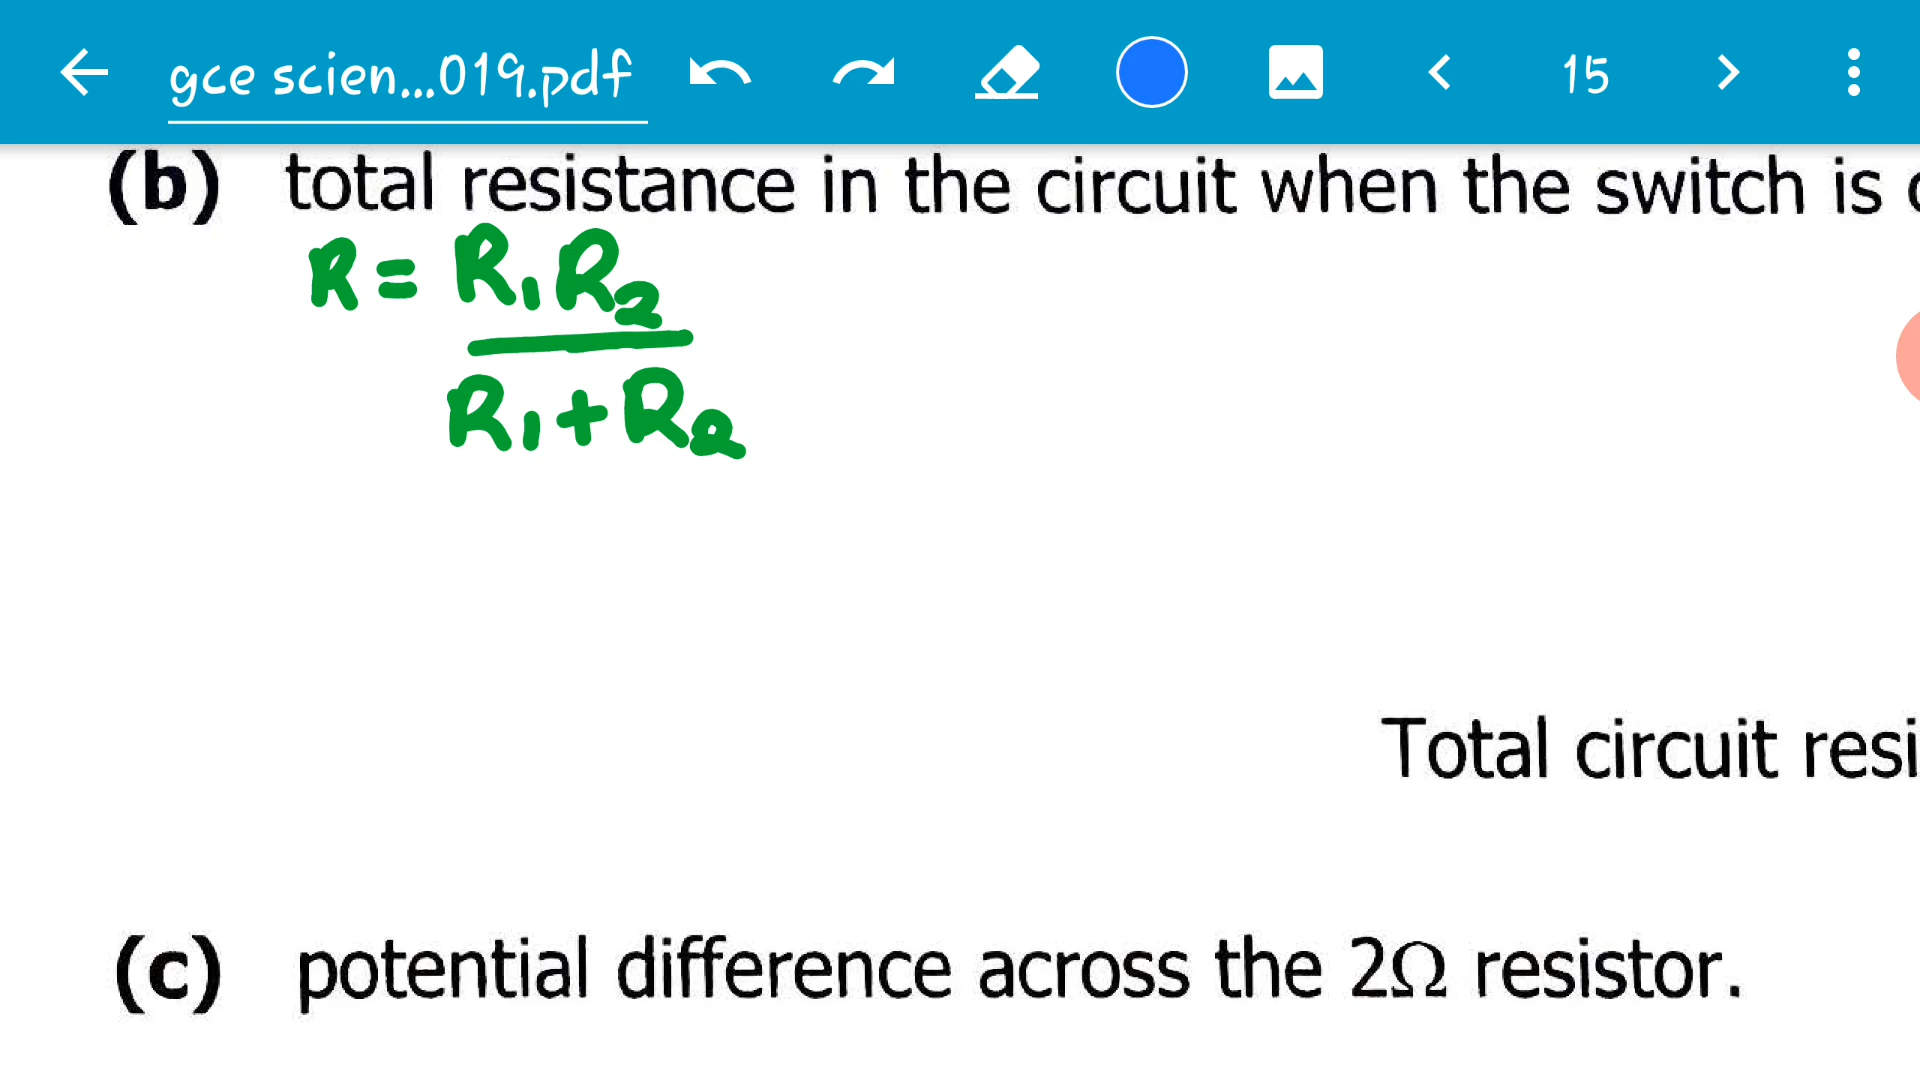 gce scien...019.pdf 15
(b) total resistance in the circuit when the switch is
R = R₁R₂
R₁+R₂
Total circuit resi
(c) potential difference across the 2Ω resistor.